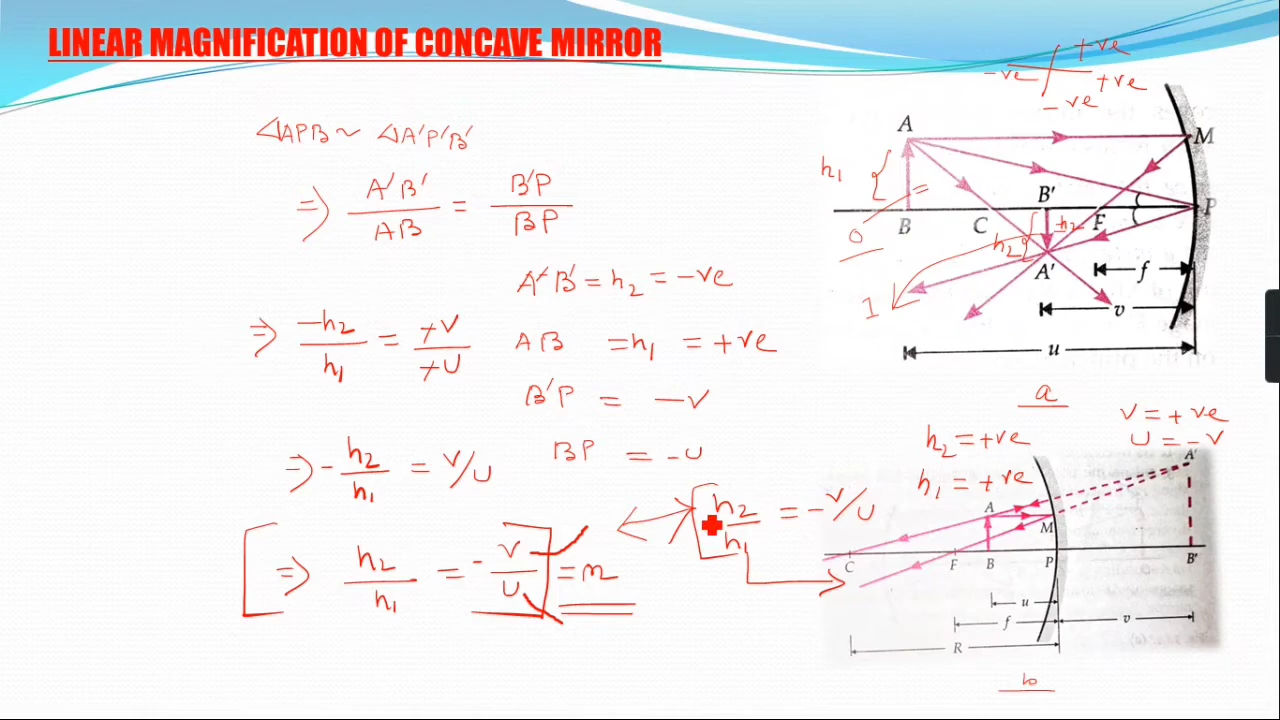 LINEAR MAGNIFICATION OF CONCAVE MIRROR
△APB ~ △A'P'B'
⇒ A'B'/AB = B'P/BP
A'B' = h₂ = -ve
⇒ -h₂/h₁ = +v/+u
AB = h₁ = +ve
B'P = -v
⇒ - h₂/h₁ = v/u
BP = -u
[h₂/h₁ = -v/u
[⇒ h₂/h₁ = - v/u] = m
+ve
-ve +ve
-ve
A M
h₁
B' P
B C F
O h₂ h₂
A' f
I v
u
a
h₂ = +ve v = +ve
h₁ = +ve u = -v
A'
A M
C F B P B'
u
f v
R
b